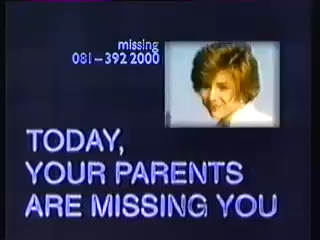 missing
081-392 2000
TODAY,
YOUR PARENTS
ARE MISSING YOU